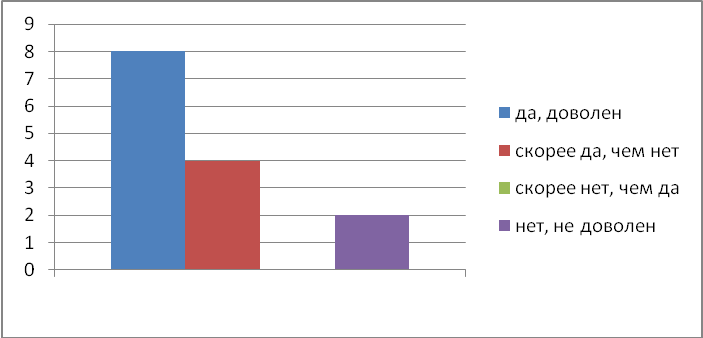 9
8
7
6
5
4
3
2
1
0
да, доволен
скорее да, чем нет
скорее нет, чем да
нет, не доволен